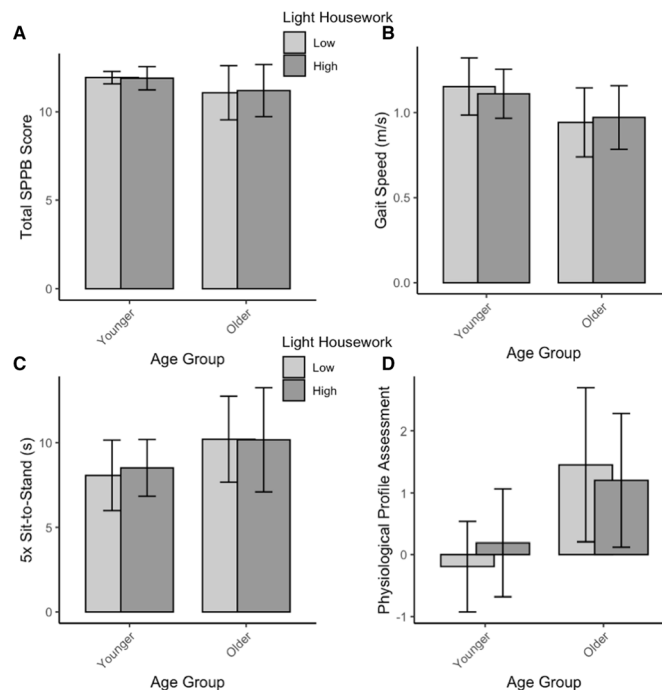 A
Light Housework
Low
High
Total SPPB Score
10
5
0
Younger
Older
Age Group
B
Gait Speed (m/s)
1.0
0.5
0.0
Younger
Older
Age Group
C
Light Housework
Low
High
5x Sit-to-Stand (s)
10
5
0
Younger
Older
Age Group
D
Physiological Profile Assessment
2
1
0
-1
Younger
Older
Age Group